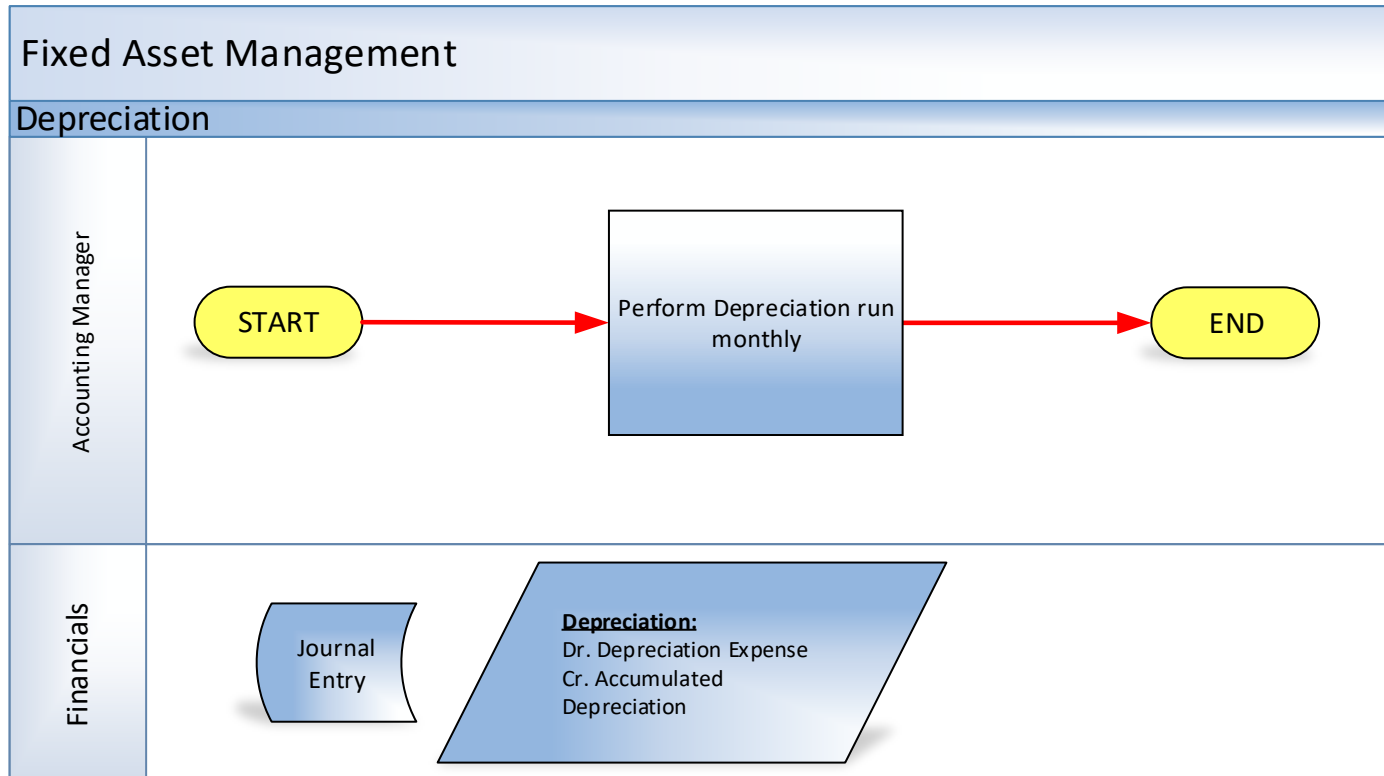 Fixed Asset Management
Depreciation
Accounting Manager
START
Perform Depreciation run
monthly
END
Financials
Journal
Entry
Depreciation:
Dr. Depreciation Expense
Cr. Accumulated
Depreciation